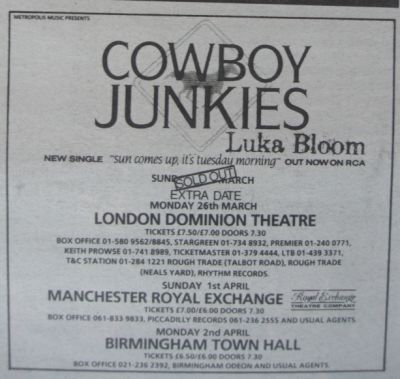 METROPOLIS MUSIC PRESENTS
COWBOY
JUNKIES
Luka Bloom
NEW SINGLE "sun comes up, it's tuesday morning" OUT NOW ON RCA
SOLD OUT MARCH
EXTRA DATE
MONDAY 26th MARCH
LONDON DOMINION THEATRE
TICKETS £7.50/£7.00 DOORS 7.30
BOX OFFICE 01-580 9562/8845, STARGREEN 01-734 8932, PREMIER 01-240 0771,
KEITH PROWSE 01-741 8989, TICKETMASTER 01-379 4444, LTB 01-439 3371,
T&C STATION 01-284 1221 ROUGH TRADE (TALBOT ROAD), ROUGH TRADE
(NEALS YARD), RHYTHM RECORDS.
SUNDAY 1st APRIL
MANCHESTER ROYAL EXCHANGE Royal Exchange
THEATRE COMPANY
TICKETS £7.00/£6.00 DOORS 7.30
BOX OFFICE 061-833 9833, PICCADILLY RECORDS 061-236 2555 AND USUAL AGENTS.
MONDAY 2nd APRIL
BIRMINGHAM TOWN HALL
TICKETS £6.50/£6.00 DOORS 7.30
BOX OFFICE 021-236 2392, BIRMINGHAM ODEON AND USUAL AGENTS.